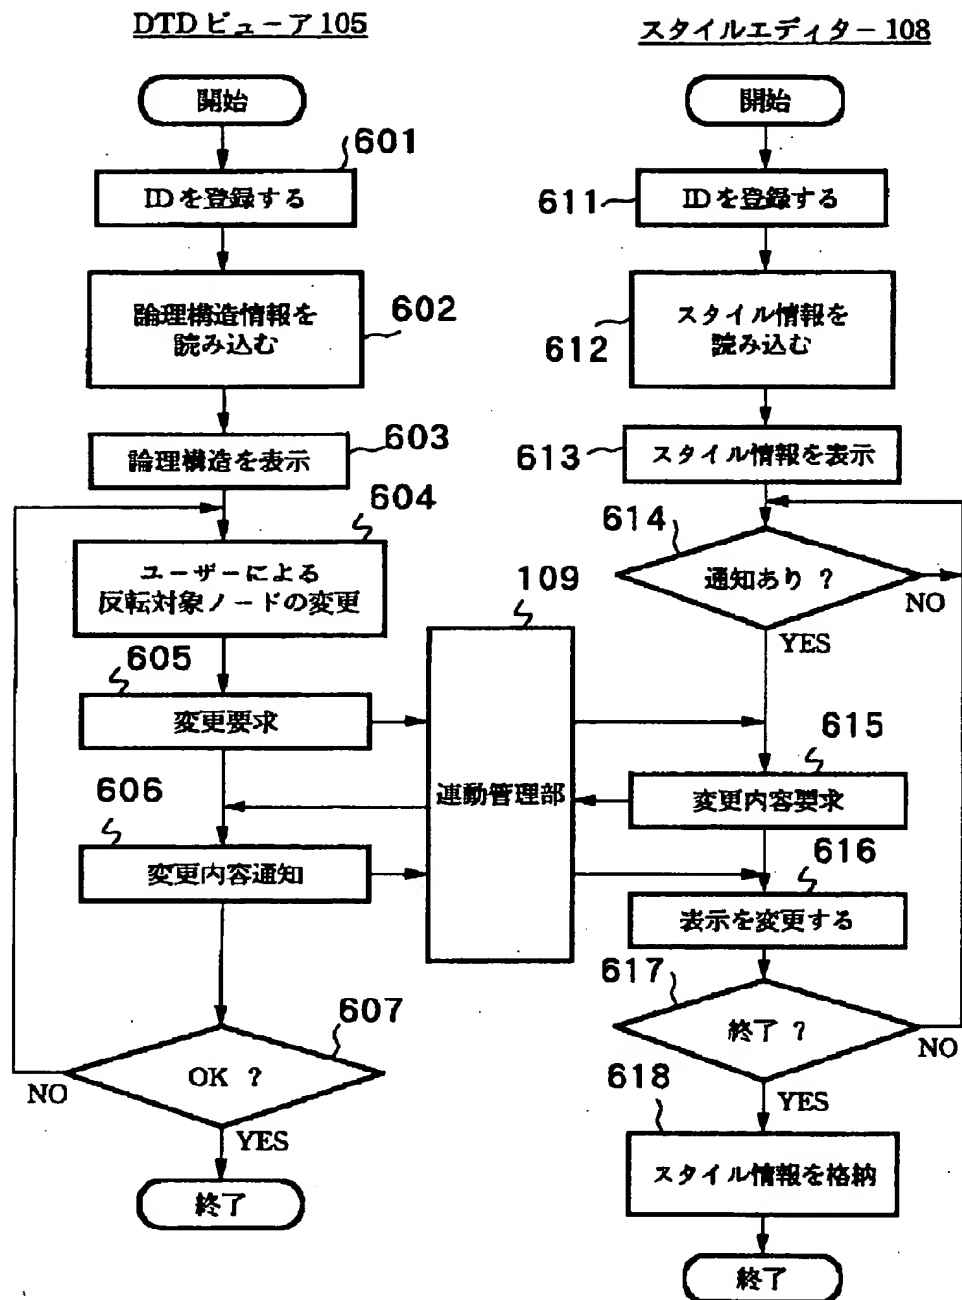 DTDビューア105
開始
601
IDを登録する
論理構造情報を
読み込む
602
論理構造を表示
603
604
ユーザーによる
反転対象ノードの変更
605
変更要求
606
変更内容通知
607
OK ?
NO
YES
終了
109
連動管理部
スタイルエディター108
開始
611
IDを登録する
612
スタイル情報を
読み込む
613
スタイル情報を表示
614
通知あり ?
NO
YES
615
変更内容要求
616
表示を変更する
617
終了 ?
NO
YES
618
スタイル情報を格納
終了